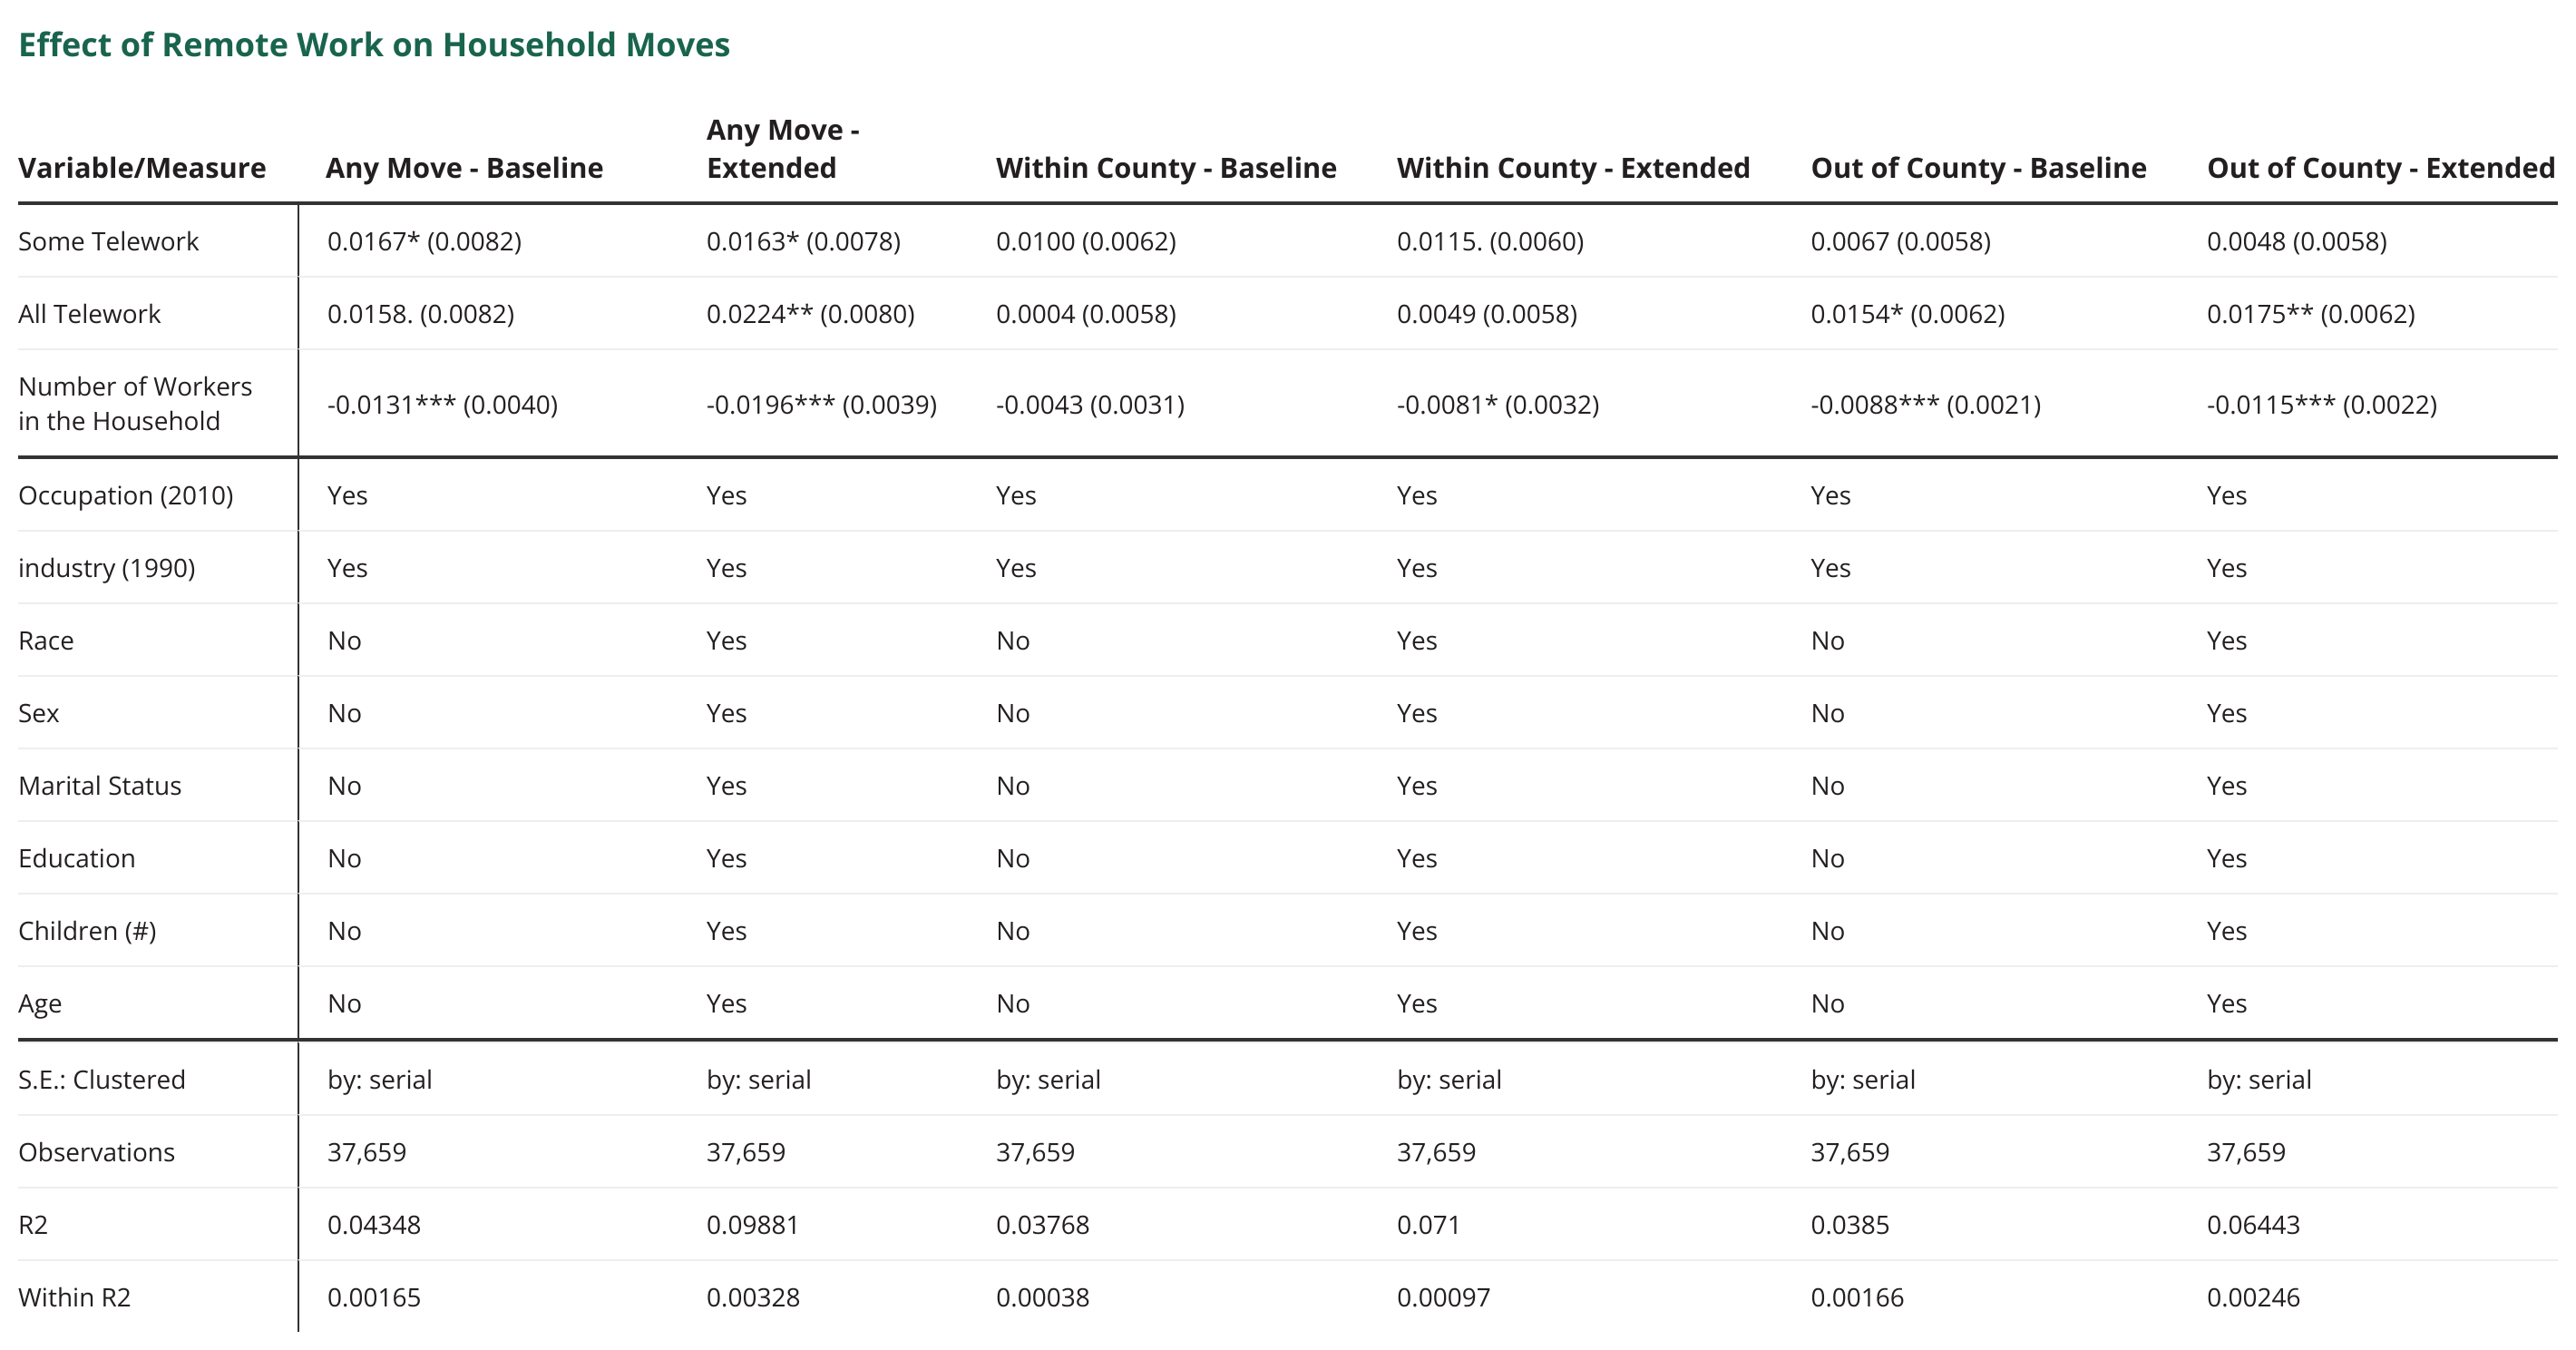 Effect of Remote Work on Household Moves
Any Move -
Variable/Measure Any Move - Baseline Extended Within County - Baseline Within County - Extended Out of County - Baseline Out of County - Extended
Some Telework 0.0167* (0.0082) 0.0163* (0.0078) 0.0100 (0.0062) 0.0115. (0.0060) 0.0067 (0.0058) 0.0048 (0.0058)
All Telework 0.0158. (0.0082) 0.0224** (0.0080) 0.0004 (0.0058) 0.0049 (0.0058) 0.0154* (0.0062) 0.0175** (0.0062)
Number of Workers
in the Household -0.0131*** (0.0040) -0.0196*** (0.0039) -0.0043 (0.0031) -0.0081* (0.0032) -0.0088*** (0.0021) -0.0115*** (0.0022)
Occupation (2010) Yes Yes Yes Yes Yes Yes
industry (1990) Yes Yes Yes Yes Yes Yes
Race No Yes No Yes No Yes
Sex No Yes No Yes No Yes
Marital Status No Yes No Yes No Yes
Education No Yes No Yes No Yes
Children (#) No Yes No Yes No Yes
Age No Yes No Yes No Yes
S.E.: Clustered by: serial by: serial by: serial by: serial by: serial by: serial
Observations 37,659 37,659 37,659 37,659 37,659 37,659
R2 0.04348 0.09881 0.03768 0.071 0.0385 0.06443
Within R2 0.00165 0.00328 0.00038 0.00097 0.00166 0.00246